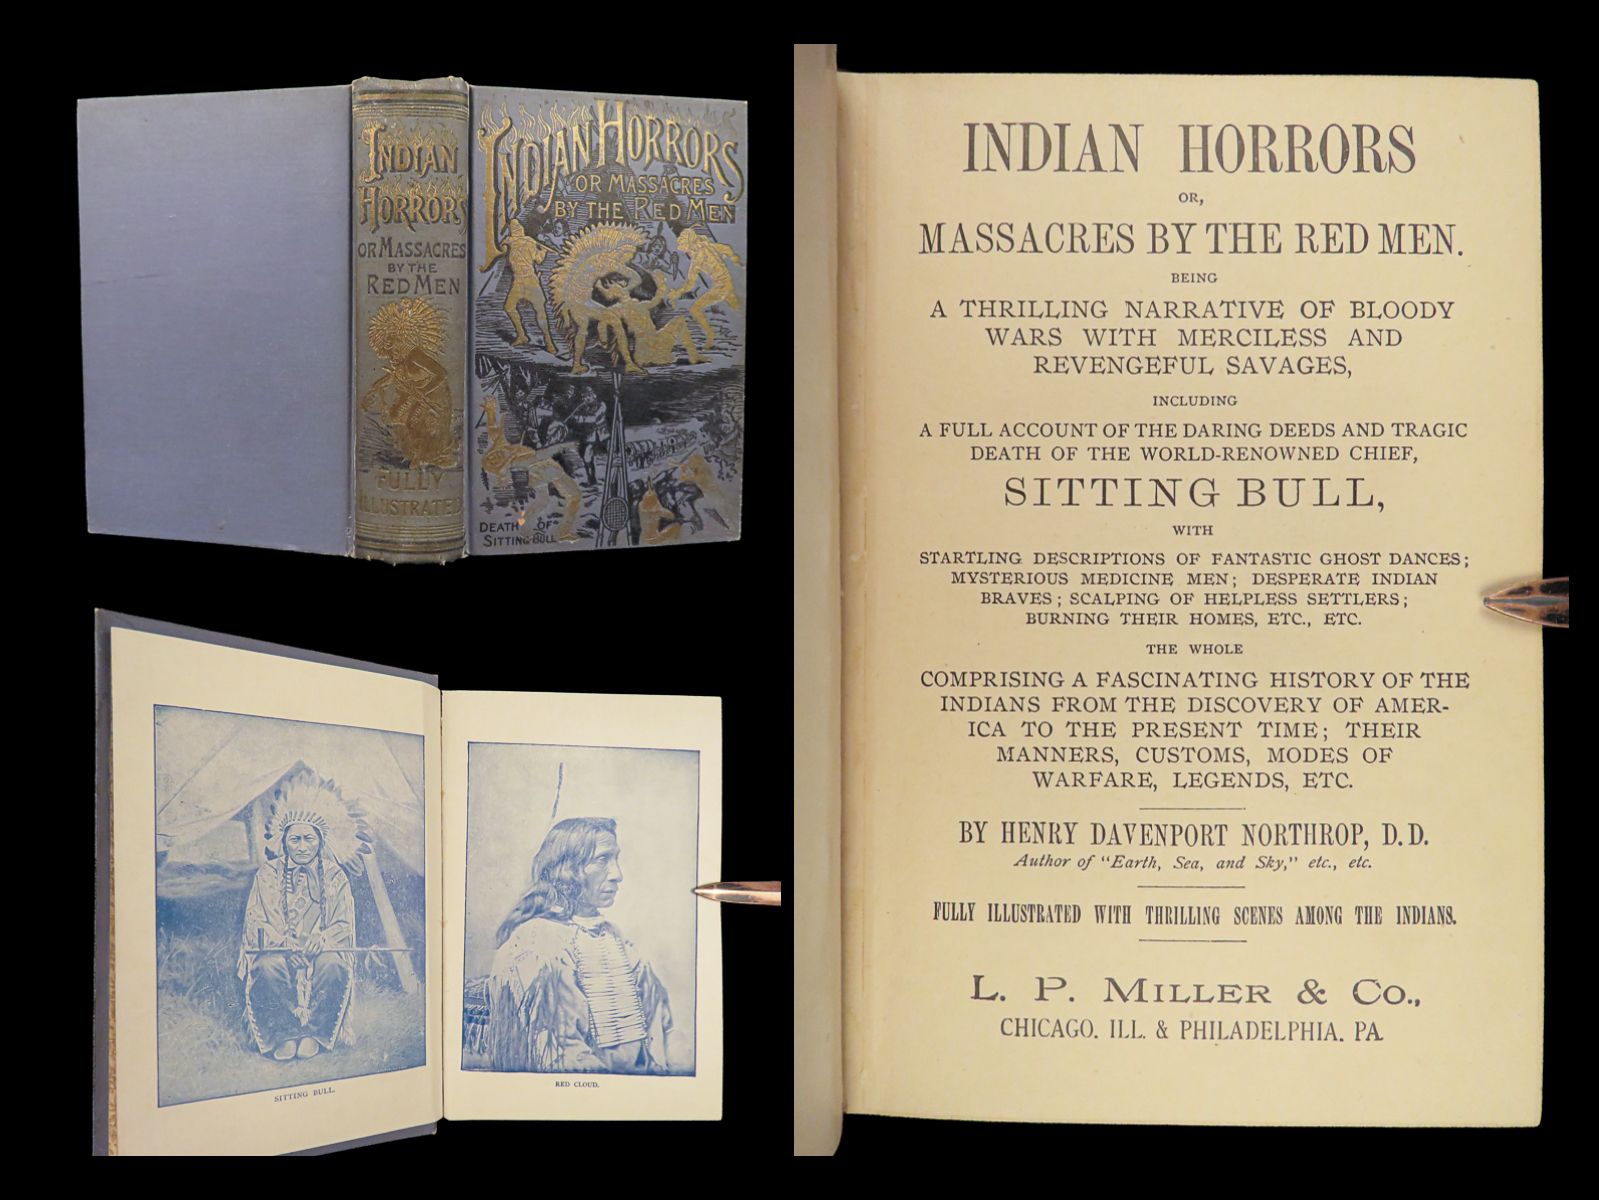 INDIAN
HORRORS
OR MASSACRES
BY THE
RED MEN
FULLY
ILLUSTRATED
INDIAN HORRORS
OR MASSACRES
BY THE RED MEN
DEATH OF
SITTING BULL
SITTING BULL.
RED CLOUD.
INDIAN HORRORS
OR,
MASSACRES BY THE RED MEN.
BEING
A THRILLING NARRATIVE OF BLOODY
WARS WITH MERCILESS AND
REVENGEFUL SAVAGES,
INCLUDING
A FULL ACCOUNT OF THE DARING DEEDS AND TRAGIC
DEATH OF THE WORLD-RENOWNED CHIEF,
SITTING BULL,
WITH
STARTLING DESCRIPTIONS OF FANTASTIC GHOST DANCES;
MYSTERIOUS MEDICINE MEN; DESPERATE INDIAN
BRAVES; SCALPING OF HELPLESS SETTLERS;
BURNING THEIR HOMES, ETC., ETC.
THE WHOLE
COMPRISING A FASCINATING HISTORY OF THE
INDIANS FROM THE DISCOVERY OF AMER-
ICA TO THE PRESENT TIME; THEIR
MANNERS, CUSTOMS, MODES OF
WARFARE, LEGENDS, ETC.
BY HENRY DAVENPORT NORTHROP, D.D.
Author of "Earth, Sea, and Sky," etc., etc.
FULLY ILLUSTRATED WITH THRILLING SCENES AMONG THE INDIANS.
L. P. MILLER & CO.,
CHICAGO. ILL. & PHILADELPHIA. PA.